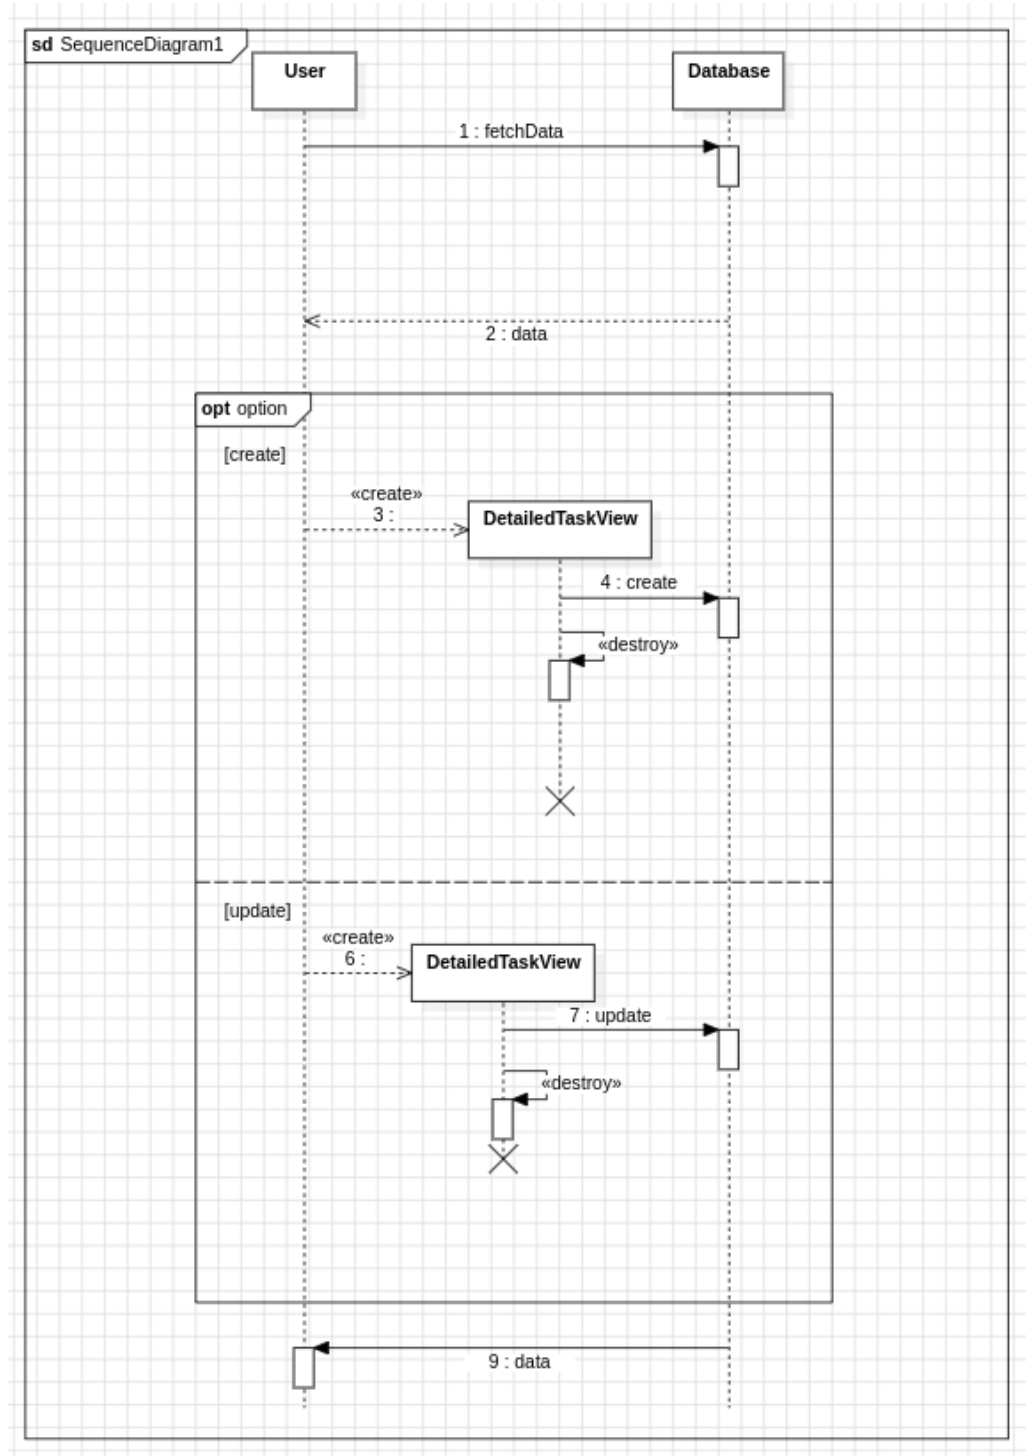 sd SequenceDiagram1
User
Database
1 : fetchData
2 : data
opt option
[create]
«create»
3 :
DetailedTaskView
4 : create
«destroy»
[update]
«create»
6 :
DetailedTaskView
7 : update
«destroy»
9 : data